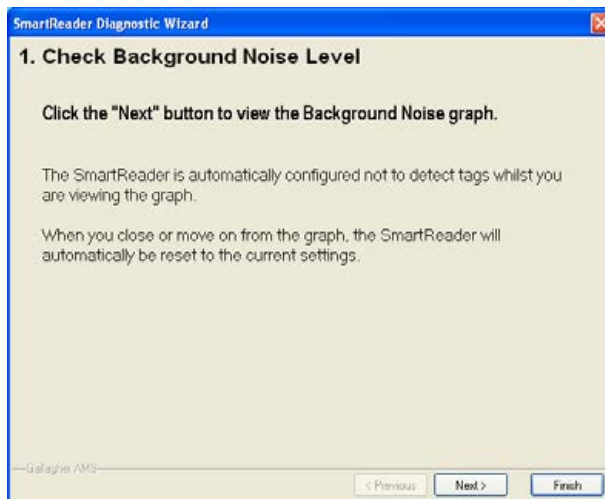 SmartReader Diagnostic Wizard
1. Check Background Noise Level
Click the "Next" button to view the Background Noise graph.
The SmartReader is automatically configured not to detect tags whilst you
are viewing the graph.
When you close or move on from the graph, the SmartReader will
automatically be reset to the current settings.
Gallagher AMS
< Previous Next > Finish